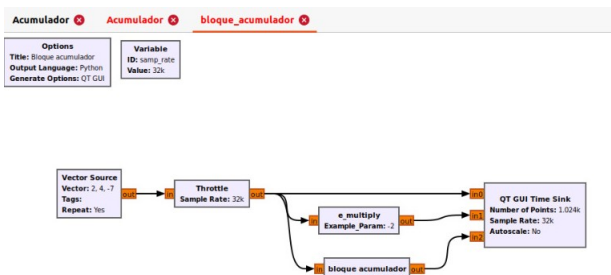 Acumulador
Acumulador
bloque_acumulador
Options
Title: Bloque acumulador
Output Language: Python
Generate Options: QT GUI
Variable
ID: samp_rate
Value: 32k
Vector Source
Vector: 2, 4, -7
Tags:
Repeat: Yes
out
in
Throttle
Sample Rate: 32k
out
in
e_multiply
Example_Param: -2
out
in
bloque acumulador
out
in0
in1
in2
QT GUI Time Sink
Number of Points: 1.024k
Sample Rate: 32k
Autoscale: No